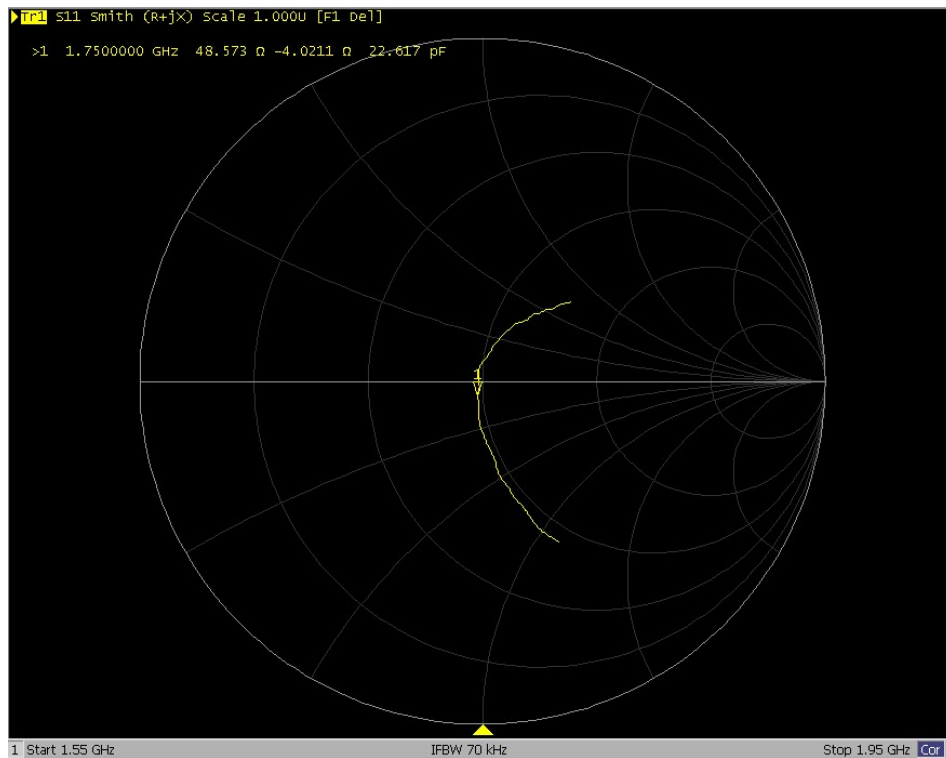 Tr1 S11 Smith (R+jX) Scale 1.000U [F1 Del]
>1 1.7500000 GHz 48.573 Ω -4.0211 Ω 22.617 pF
1
1 Start 1.55 GHz IFBW 70 kHz Stop 1.95 GHz Cor